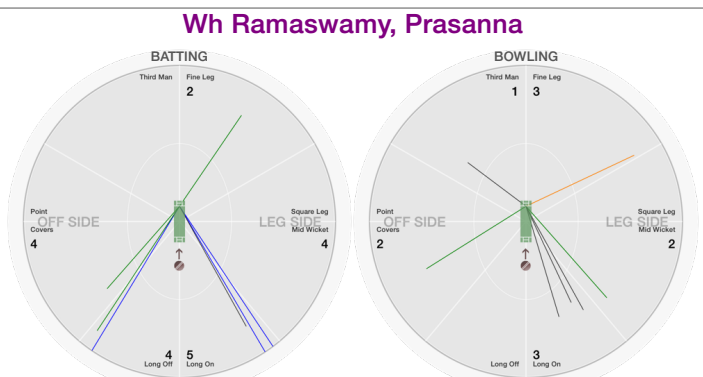 Wh Ramaswamy, Prasanna
BATTING
Third Man Fine Leg
2
Point
OFF SIDE
Covers
4
Square Leg
LEG SIDE
Mid Wicket
4
4 5
Long Off Long On
BOWLING
Third Man Fine Leg
1 3
Point
OFF SIDE
Covers
2
Square Leg
LEG SIDE
Mid Wicket
2
3
Long Off Long On